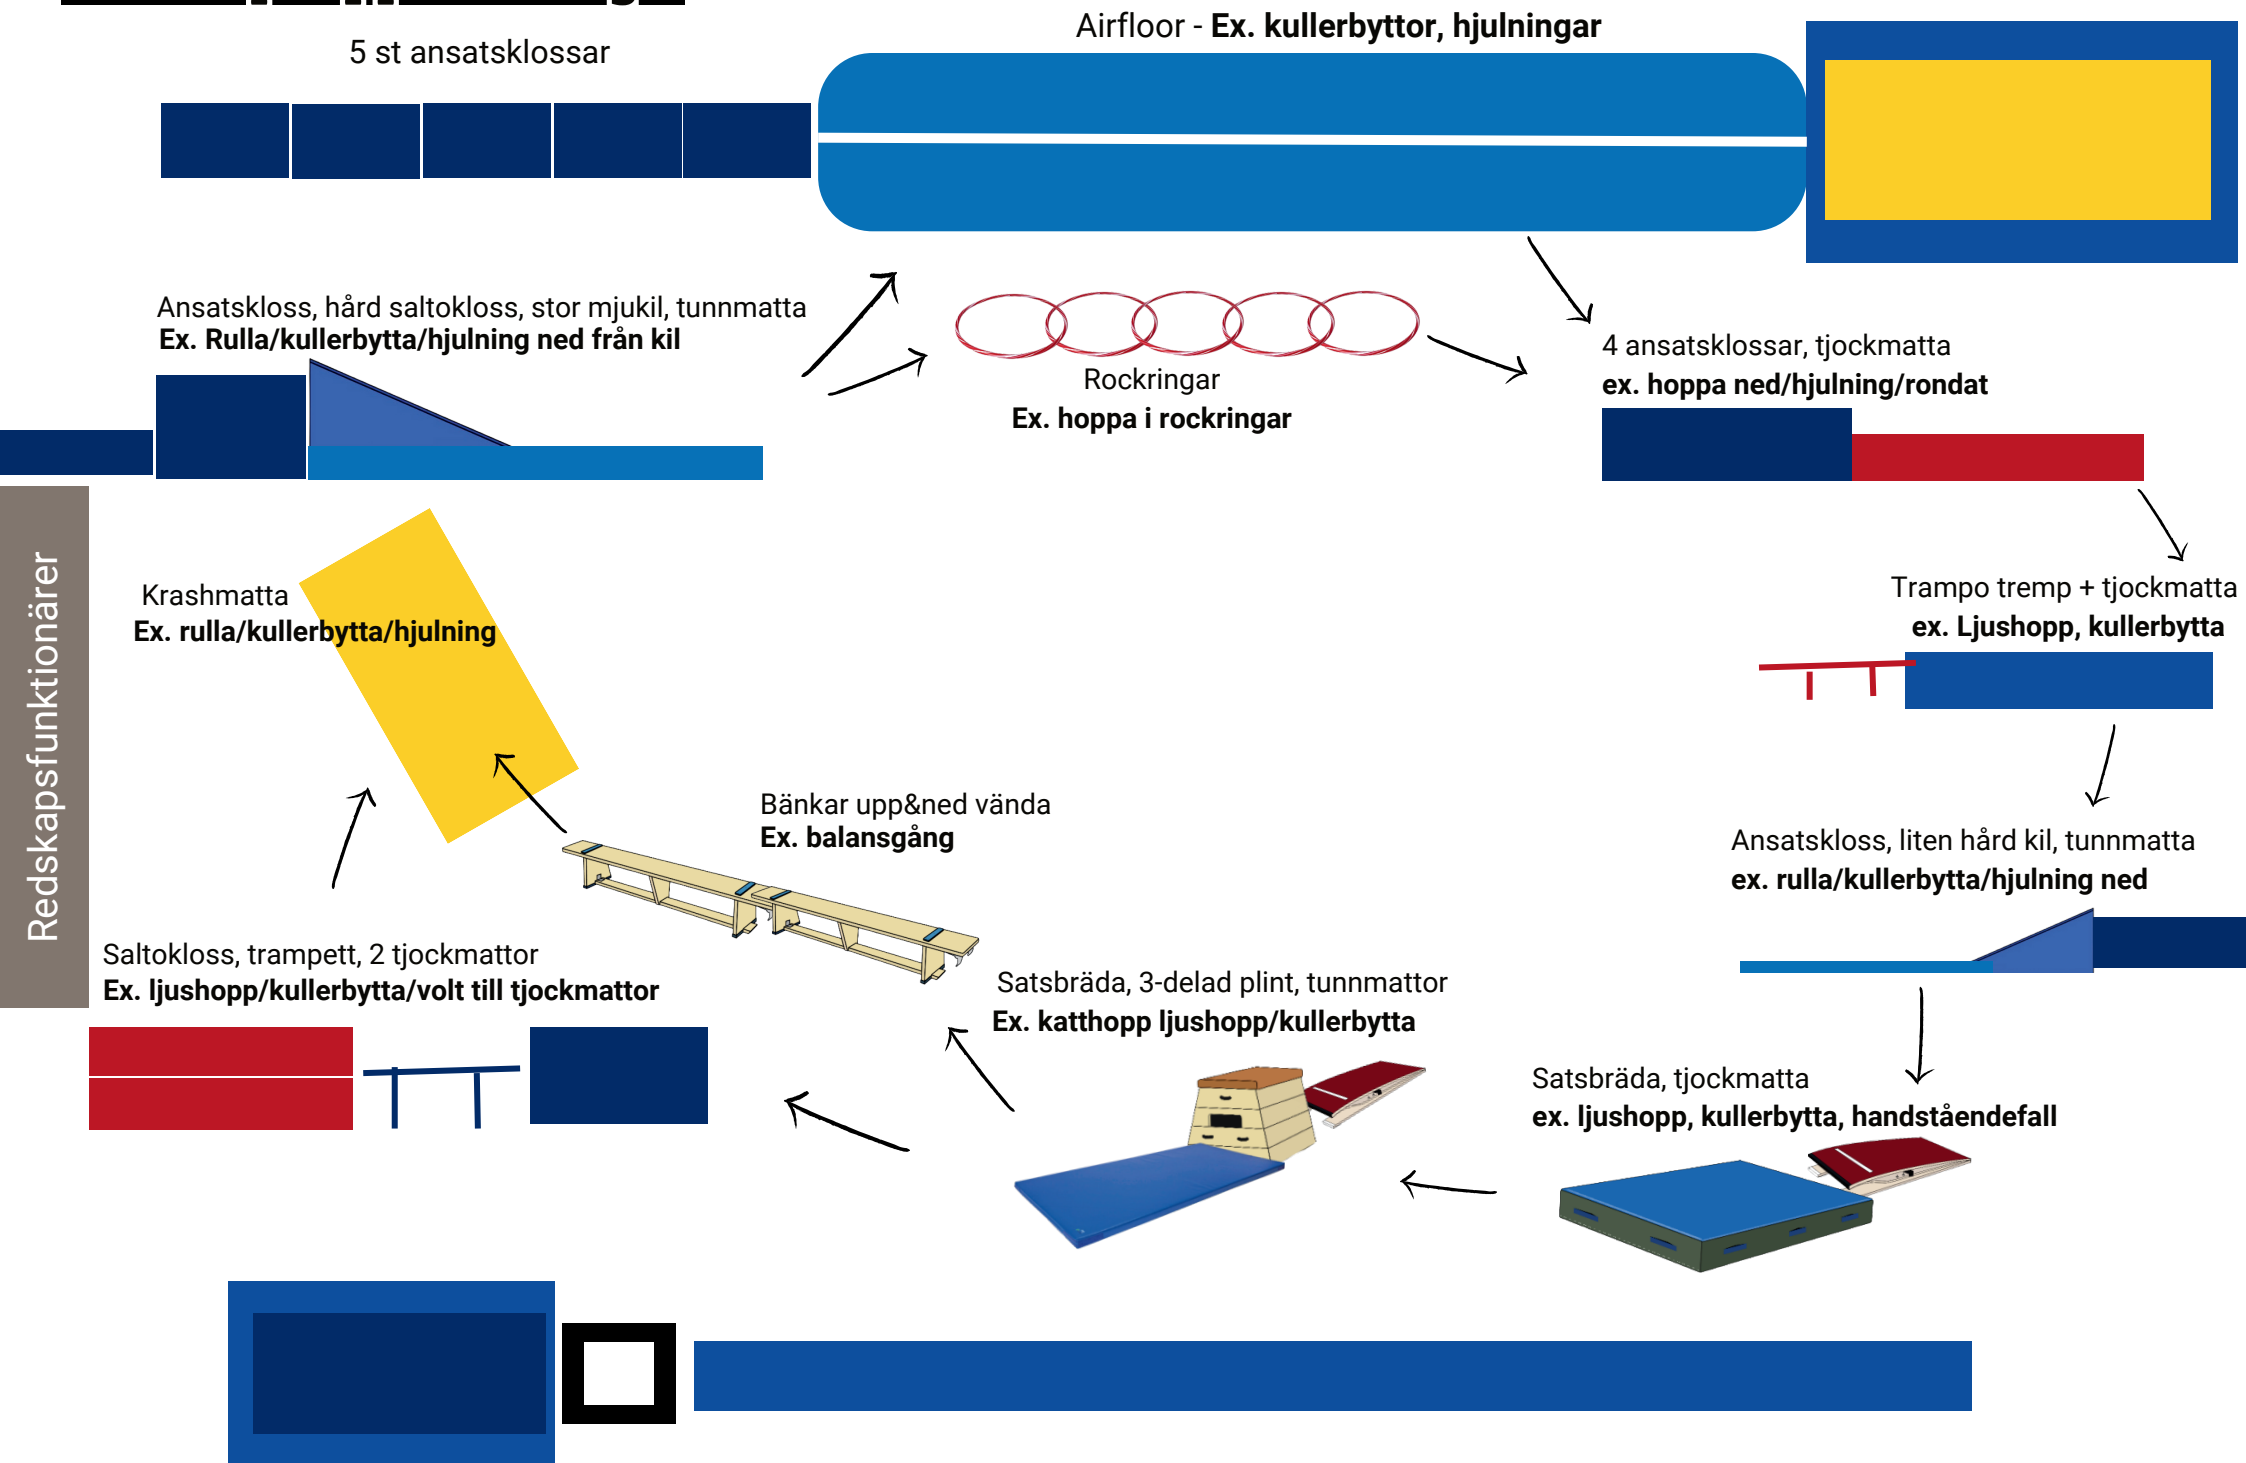 5 st ansatsklossar
Airfloor - Ex. kullerbyttor, hjulningar
Ansatskloss, hård saltokloss, stor mjukil, tunnmatta
Ex. Rulla/kullerbytta/hjulning ned från kil
Rockringar
Ex. hoppa i rockringar
4 ansatsklossar, tjockmatta
ex. hoppa ned/hjulning/rondat
Redskapsfunktionärer
Krashmatta
Ex. rulla/kullerbytta/hjulning
Trampo tremp + tjockmatta
ex. Ljushopp, kullerbytta
Bänkar upp&ned vända
Ex. balansgång
Ansatskloss, liten hård kil, tunnmatta
ex. rulla/kullerbytta/hjulning ned
Saltokloss, trampett, 2 tjockmattor
Ex. ljushopp/kullerbytta/volt till tjockmattor
Satsbräda, 3-delad plint, tunnmattor
Ex. katthopp ljushopp/kullerbytta
Satsbräda, tjockmatta
ex. ljushopp, kullerbytta, handståendefall